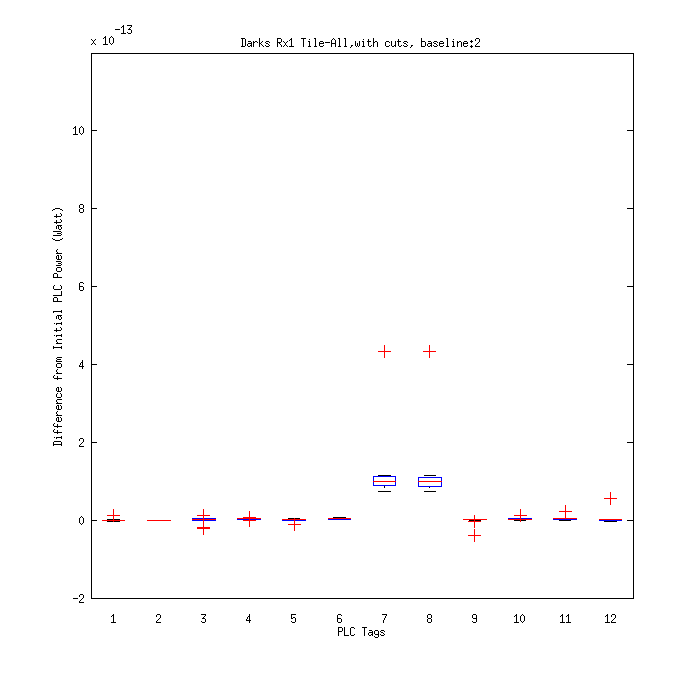 x 10-13
Darks Rx1 Tile-All,with cuts, baseline:2
Difference from Initial PLC Power (Watt)
10
8
6
4
2
0
-2
1 2 3 4 5 6 7 8 9 10 11 12
PLC Tags